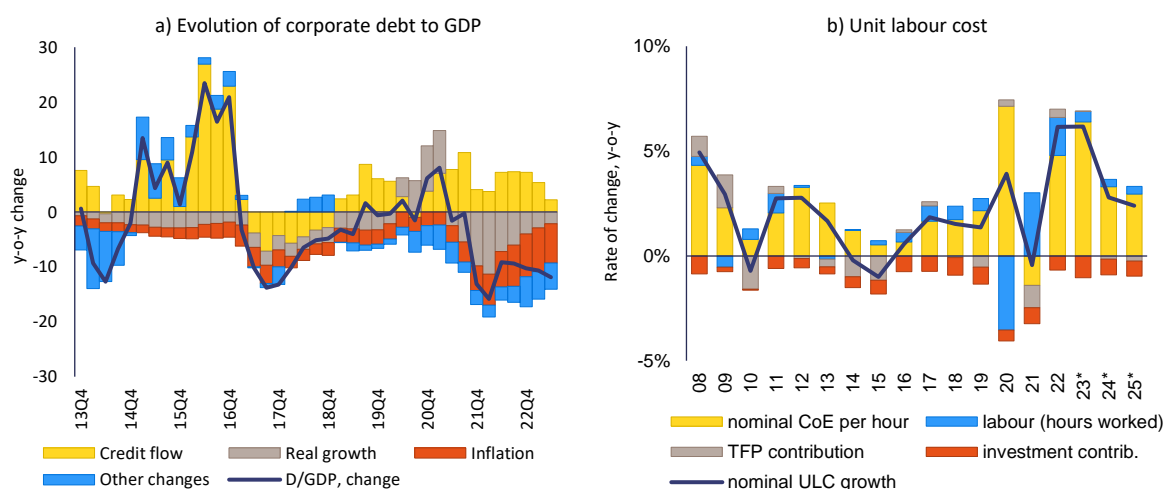 a) Evolution of corporate debt to GDP
y-o-y change
30
20
10
0
-10
-20
-30
13Q4
14Q4
15Q4
16Q4
17Q4
18Q4
19Q4
20Q4
21Q4
22Q4
Credit flow
Real growth
Inflation
Other changes
D/GDP, change
b) Unit labour cost
Rate of change, y-o-y
10%
5%
0%
-5%
08
09
10
11
12
13
14
15
16
17
18
19
20
21
22
23*
24*
25*
nominal CoE per hour
labour (hours worked)
TFP contribution
investment contrib.
nominal ULC growth